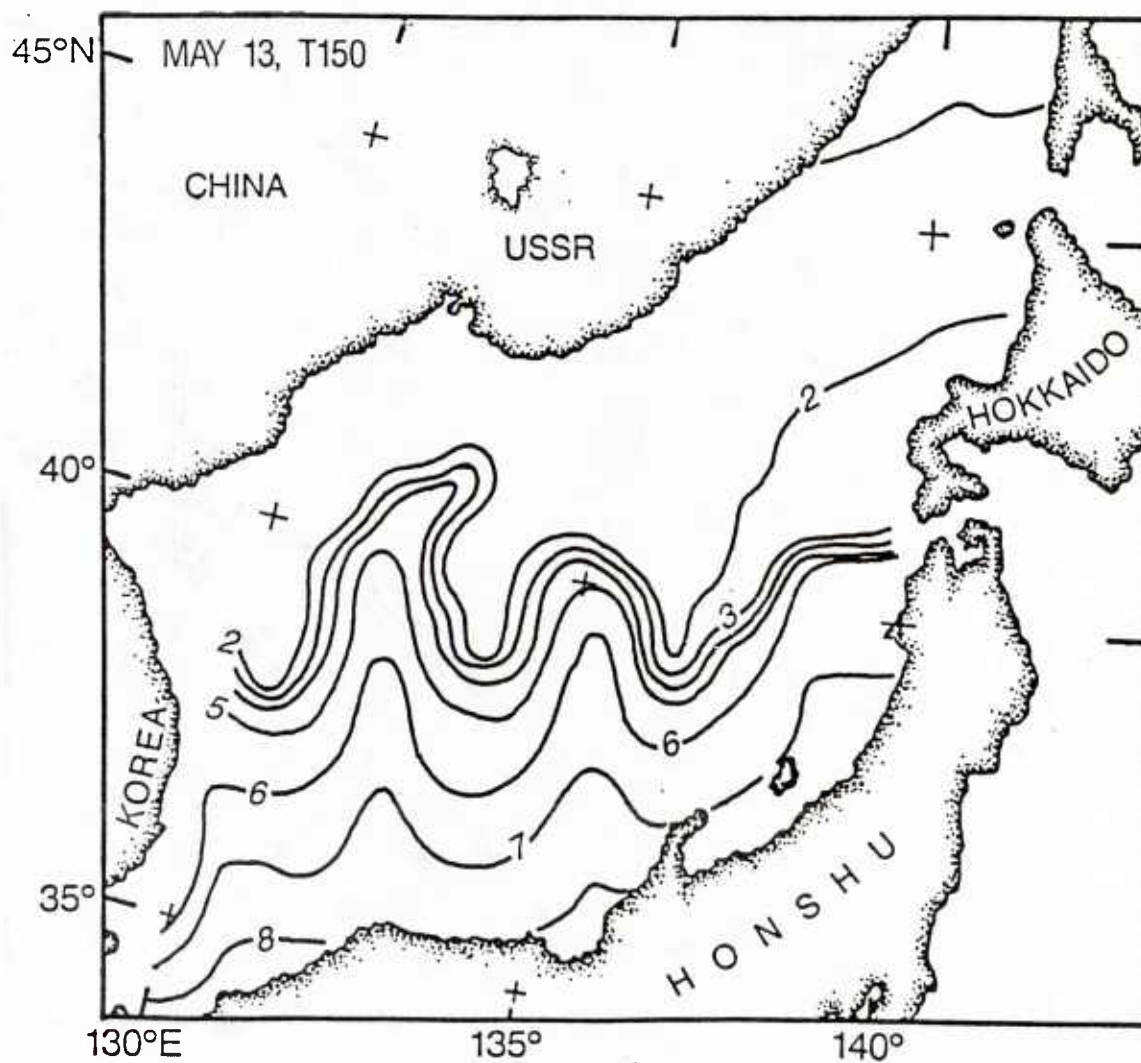 45°N
MAY 13, T150
CHINA
USSR
HOKKAIDO
2
40°
3
2
5
6
KOREA
6
7
HONSHU
35°
8
130°E
135°
140°